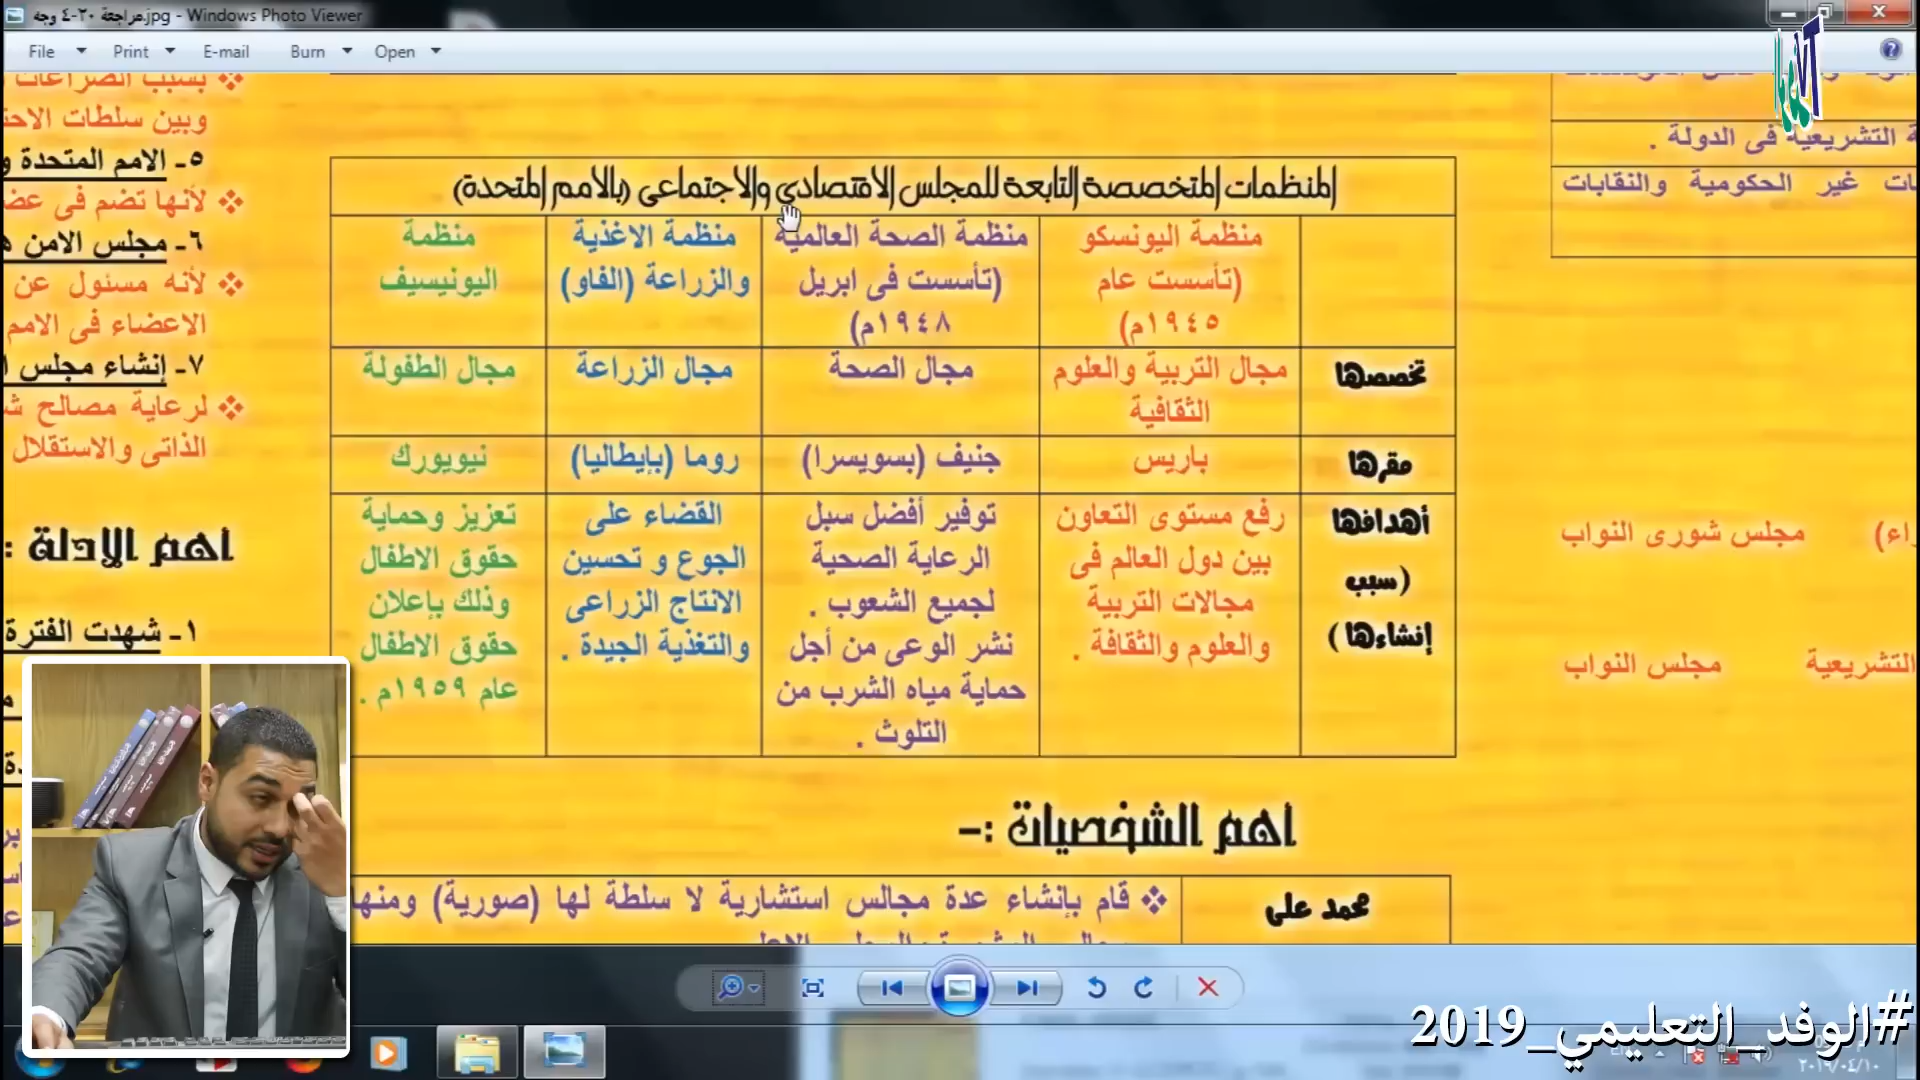 مراجعة ٢٠-٤ وجه.jpg - Windows Photo Viewer
File Print E-mail Burn Open
بسبب الصراعات
وبين سلطات
٥- الامم المتحدة
لأنها تضم فى
٦- مجلس الامن
لأنه مسئول عن
الاعضاء فى الامم
٧- إنشاء مجلس
لرعاية مصالح
الذاتى والاستقلال
اهم الادلة :
١- شهدت الفترة
المنظمات المتخصصة التابعة للمجلس الاقتصادى والاجتماعى (بالامم المتحدة)
منظمة اليونسكو
(تأسست عام
١٩٤٥م)
منظمة الصحة العالمية
(تأسست فى ابريل
١٩٤٨م)
منظمة الاغذية
والزراعة (الفاو)
منظمة
اليونيسيف
تخصصها
مجال التربية والعلوم
الثقافية
مجال الصحة
مجال الزراعة
مجال الطفولة
مقرها
باريس
جنيف (بسويسرا)
روما (بإيطاليا)
نيويورك
أهدافها
(سبب
إنشاءها )
رفع مستوى التعاون
بين دول العالم فى
مجالات التربية
والعلوم والثقافة .
توفير أفضل سبل
الرعاية الصحية
لجميع الشعوب .
نشر الوعى من أجل
حماية مياه الشرب من
التلوث .
القضاء على
الجوع و تحسين
الانتاج الزراعى
والتغذية الجيدة .
تعزيز وحماية
حقوق الاطفال
وذلك بإعلان
حقوق الاطفال
عام ١٩٥٩م .
اهم الشخصيات :-
محمد على
قام بإنشاء عدة مجالس استشارية لا سلطة لها (صورية) ومنها
التشريعية فى الدولة .
غير الحكومية والنقابات
مجلس شورى النواب
التشريعية مجلس النواب
#الوفد_التعليمي_2019